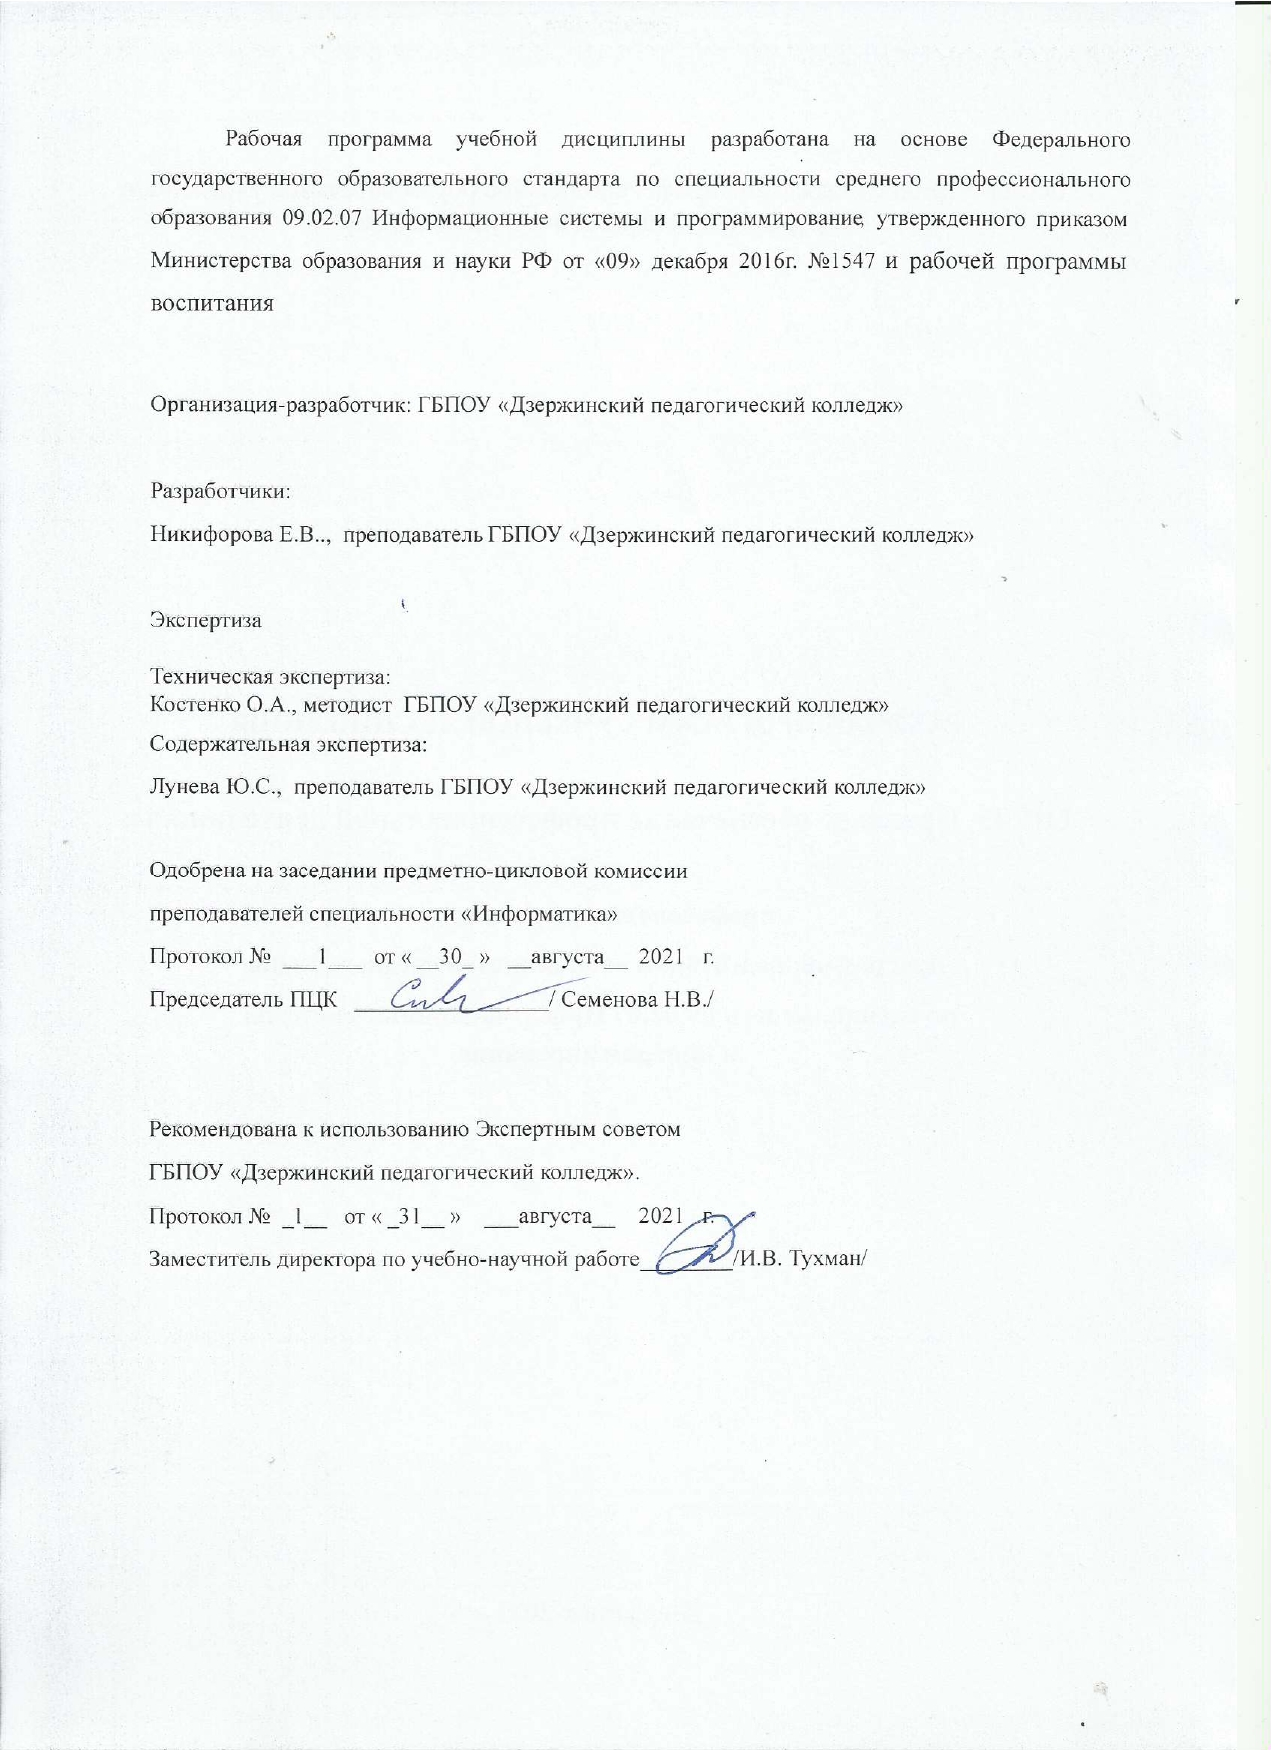 Рабочая программа учебной дисциплины разработана на основе Федерального
государственного образовательного стандарта по специальности среднего профессионального
образования 09.02.07 Информационные системы и программирование, утвержденного приказом
Министерства образования и науки РФ от «09» декабря 2016г. №1547 и рабочей программы
воспитания
Организация-разработчик: ГБПОУ «Дзержинский педагогический колледж»
Разработчики:
Никифорова Е.В.., преподаватель ГБПОУ «Дзержинский педагогический колледж»
Экспертиза
Техническая экспертиза:
Костенко О.А., методист ГБПОУ «Дзержинский педагогический колледж»
Содержательная экспертиза:
Лунева Ю.С., преподаватель ГБПОУ «Дзержинский педагогический колледж»
Одобрена на заседании предметно-цикловой комиссии
преподавателей специальности «Информатика»
Протокол № ___1___ от « __30_ » __августа__ 2021 г.
Председатель ПЦК _________________/ Семенова Н.В./
Рекомендована к использованию Экспертным советом
ГБПОУ «Дзержинский педагогический колледж».
Протокол № _1__ от « _31__ » ___августа__ 2021 г.
Заместитель директора по учебно-научной работе________/И.В. Тухман/